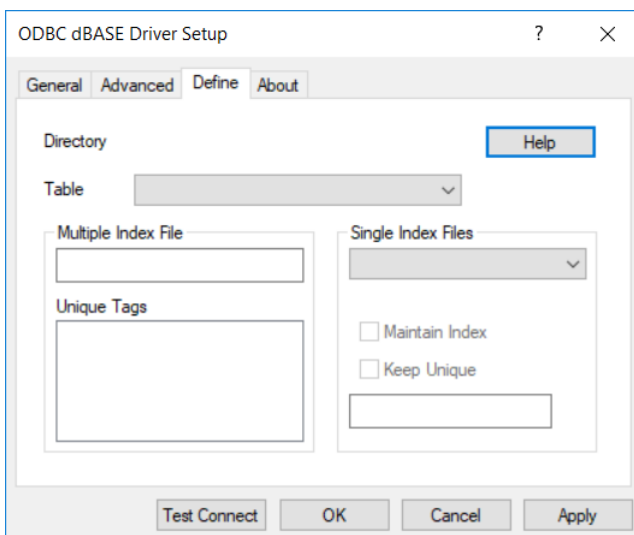 ODBC dBASE Driver Setup ?
General Advanced Define About
Directory Help
Table
Multiple Index File Single Index Files
Unique Tags
Maintain Index
Keep Unique
Test Connect OK Cancel Apply